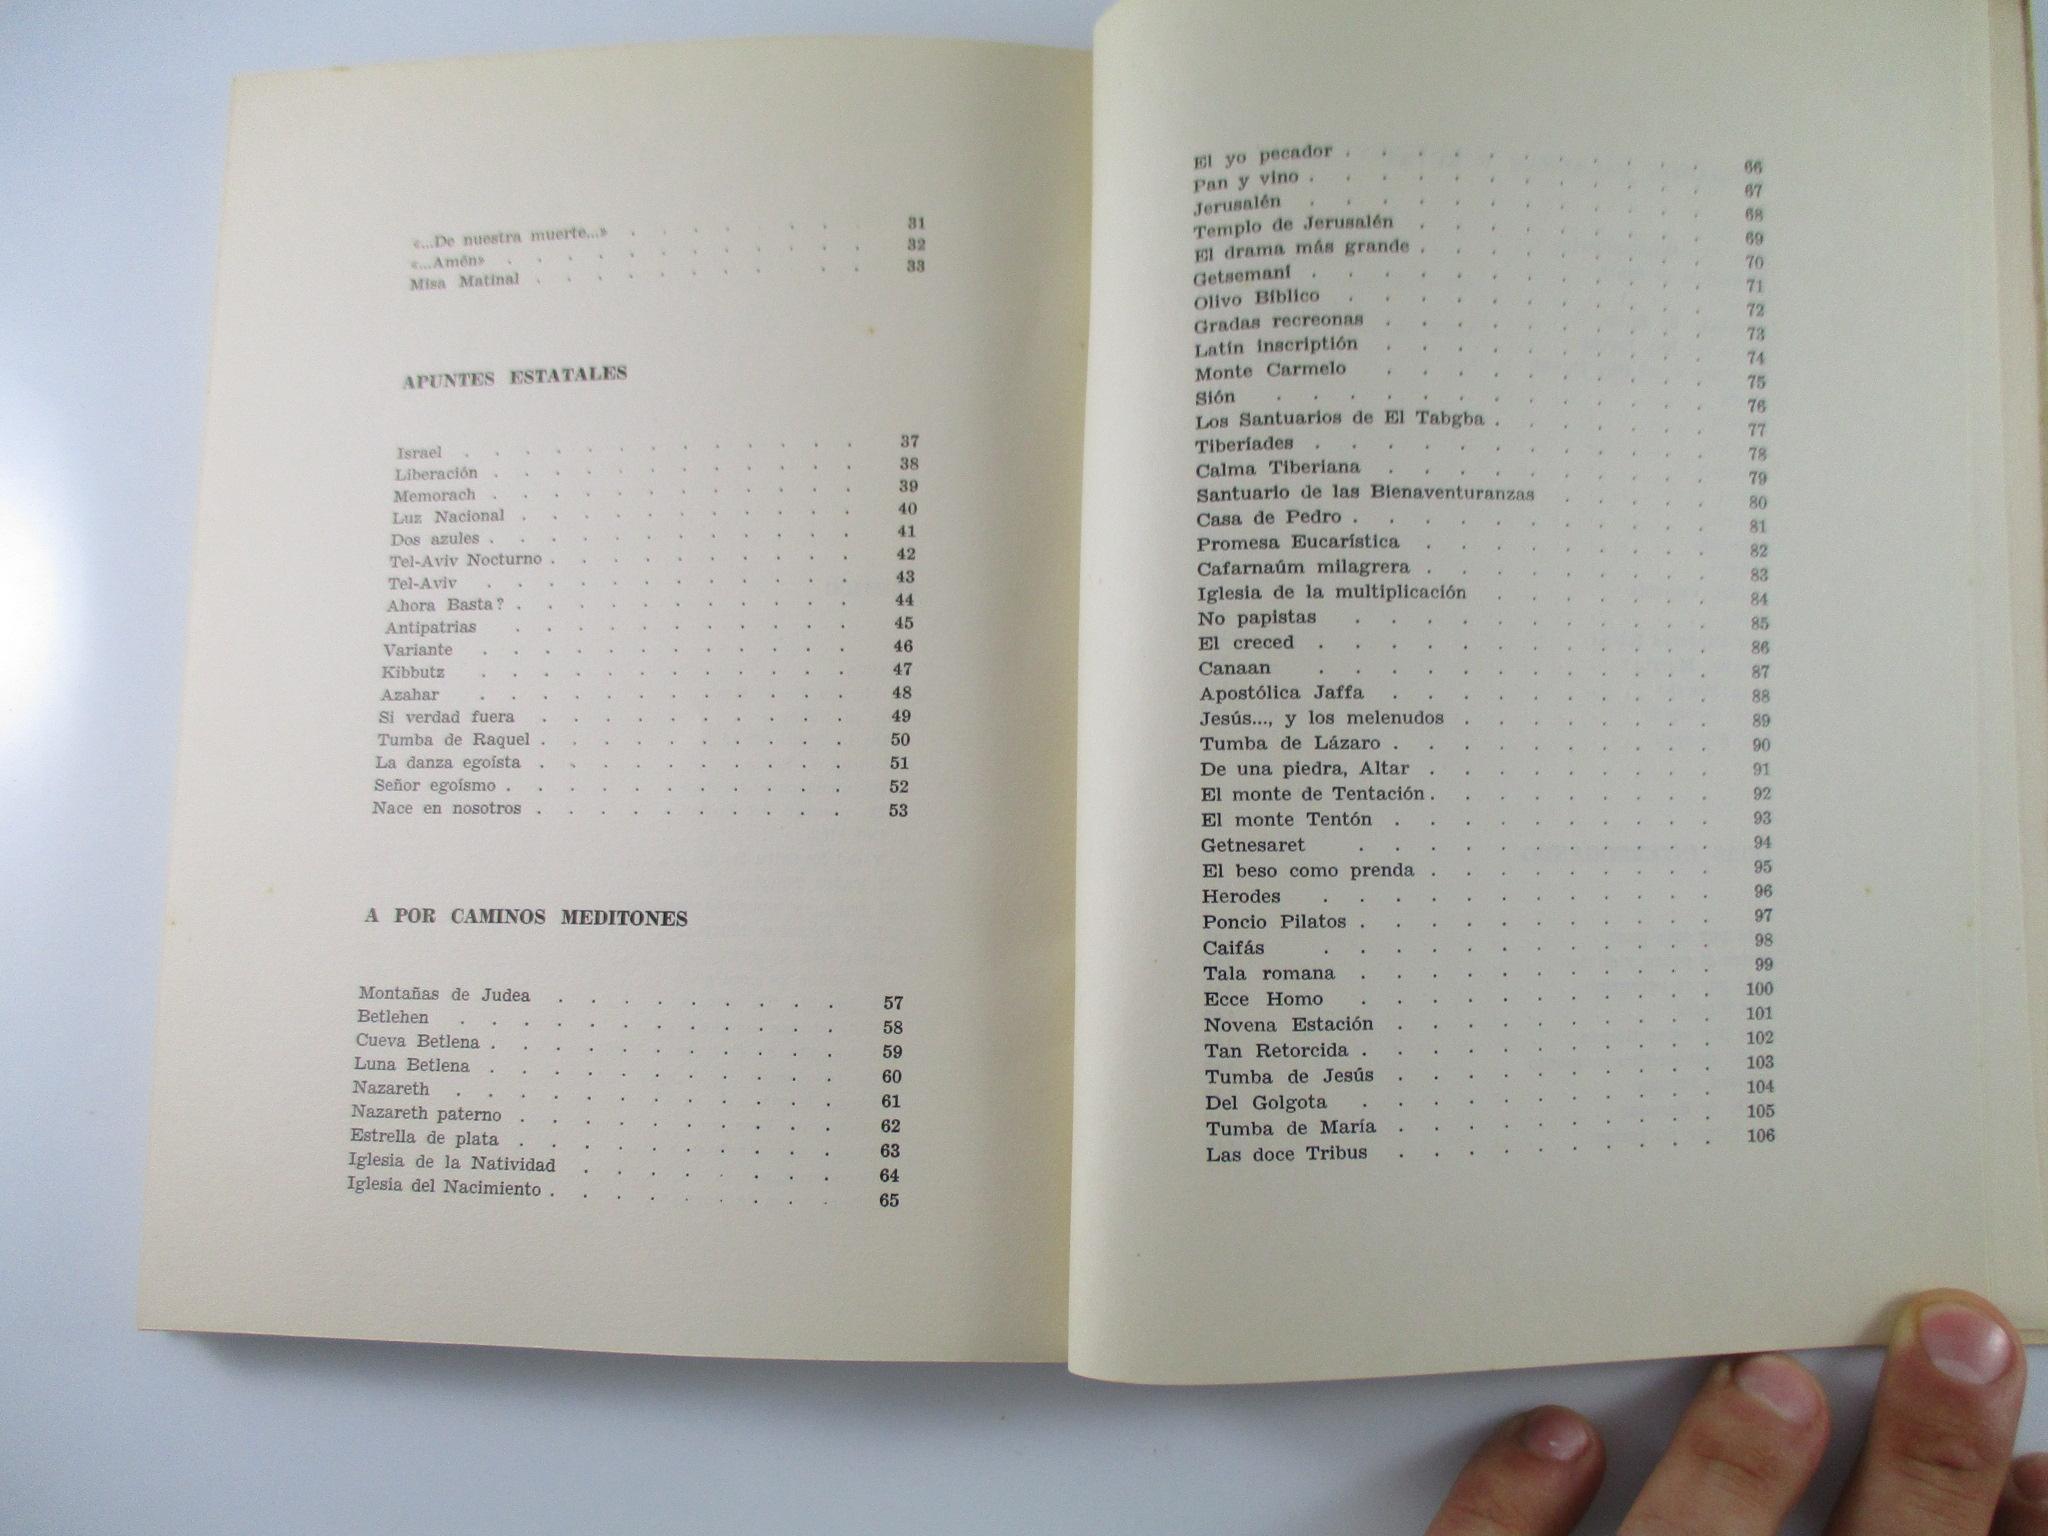 «...De nuestra muerte...» . . . . . . . . 31
«...Amén» . . . . . . . . . . 32
Misa Matinal . . . . . . . . . . 33
APUNTES ESTATALES
Israel . . . . . . . . . . . . . 37
Liberación . . . . . . . . . . . . 38
Memorach . . . . . . . . . . . . 39
Luz Nacional . . . . . . . . . . . 40
Dos azules . . . . . . . . . . . . 41
Tel-Aviv Nocturno . . . . . . . . . . 42
Tel-Aviv . . . . . . . . . . . . 43
Ahora Basta? . . . . . . . . . . . 44
Antipatrias . . . . . . . . . . . 45
Variante . . . . . . . . . . . . 46
Kibbutz . . . . . . . . . . . . 47
Azahar . . . . . . . . . . . . 48
Si verdad fuera . . . . . . . . . . 49
Tumba de Raquel . . . . . . . . . . 50
La danza egoísta . . . . . . . . . . 51
Señor egoísmo . . . . . . . . . . . 52
Nace en nosotros . . . . . . . . . . 53
A POR CAMINOS MEDITONES
Montañas de Judea . . . . . . . . . 57
Betlehen . . . . . . . . . . . . 58
Cueva Betlena . . . . . . . . . . . 59
Luna Betlena . . . . . . . . . . . 60
Nazareth . . . . . . . . . . . . 61
Nazareth paterno . . . . . . . . . . 62
Estrella de plata . . . . . . . . . . 63
Iglesia de la Natividad . . . . . . . . 64
Iglesia del Nacimiento . . . . . . . . . 65
El yo pecador . . . . . . . . . . . 66
Pan y vino . . . . . . . . . . . . 67
Jerusalén . . . . . . . . . . . . 68
Templo de Jerusalén . . . . . . . . . 69
El drama más grande . . . . . . . . . 70
Getsemaní . . . . . . . . . . . . 71
Olivo Bíblico . . . . . . . . . . . 72
Gradas recreonas . . . . . . . . . . 73
Latín inscriptión . . . . . . . . . . 74
Monte Carmelo . . . . . . . . . . 75
Sión . . . . . . . . . . . . . 76
Los Santuarios de El Tabgba . . . . . . . 77
Tiberíades . . . . . . . . . . . . 78
Calma Tiberiana . . . . . . . . . . 79
Santuario de las Bienaventuranzas . . . . . 80
Casa de Pedro . . . . . . . . . . . 81
Promesa Eucarística . . . . . . . . . 82
Cafarnaúm milagrera . . . . . . . . . 83
Iglesia de la multiplicación . . . . . . . 84
No papistas . . . . . . . . . . . 85
El creced . . . . . . . . . . . . 86
Canaan . . . . . . . . . . . . 87
Apostólica Jaffa . . . . . . . . . . 88
Jesús..., y los melenudos . . . . . . . . 89
Tumba de Lázaro . . . . . . . . . . 90
De una piedra, Altar . . . . . . . . . 91
El monte de Tentación . . . . . . . . . 92
El monte Tentón . . . . . . . . . . 93
Getnesaret . . . . . . . . . . . 94
El beso como prenda . . . . . . . . . 95
Herodes . . . . . . . . . . . . 96
Poncio Pilatos . . . . . . . . . . . 97
Caifás . . . . . . . . . . . . 98
Tala romana . . . . . . . . . . . 99
Ecce Homo . . . . . . . . . . . 100
Novena Estación . . . . . . . . . . 101
Tan Retorcida . . . . . . . . . . . 102
Tumba de Jesús . . . . . . . . . . 103
Del Golgota . . . . . . . . . . . 104
Tumba de María . . . . . . . . . . 105
Las doce Tribus . . . . . . . . . . 106